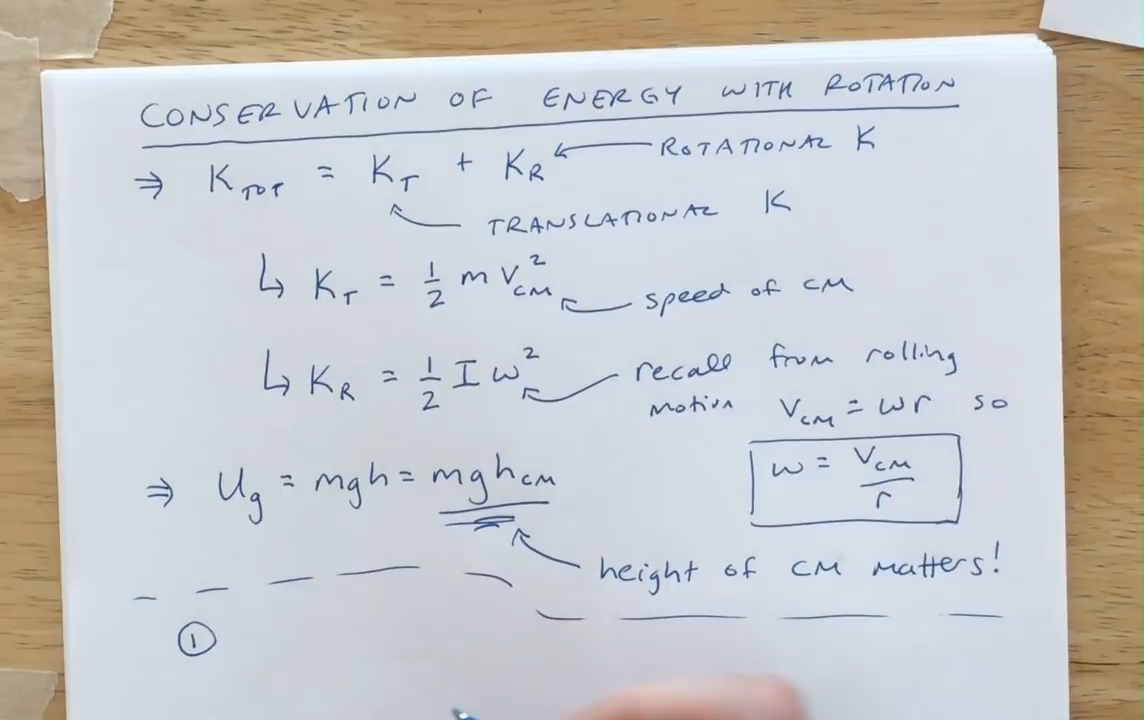 CONSERVATION OF ENERGY WITH ROTATION
⇒ K_TOT = K_T + K_R ← ROTATIONAL K
TRANSLATIONAL K
↳ K_T = 1/2 m V_CM^2 ← speed of CM
↳ K_R = 1/2 I ω^2 ← recall from rolling
motion V_CM = ωr so
ω = V_CM/r
⇒ U_g = mgh = mgh_CM
height of CM matters!
①